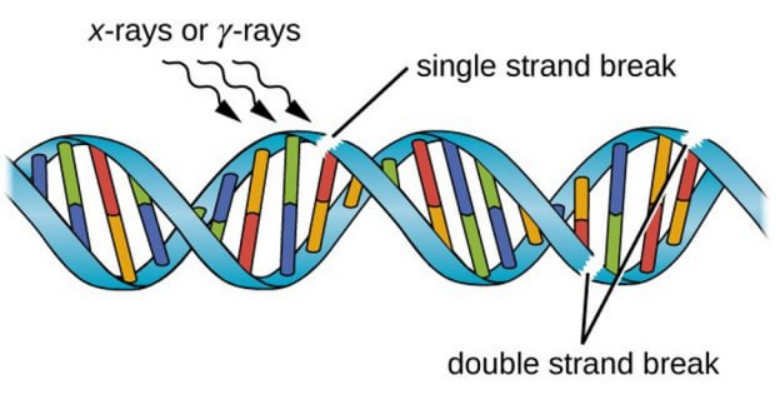 x-rays or γ-rays
single strand break
double strand break